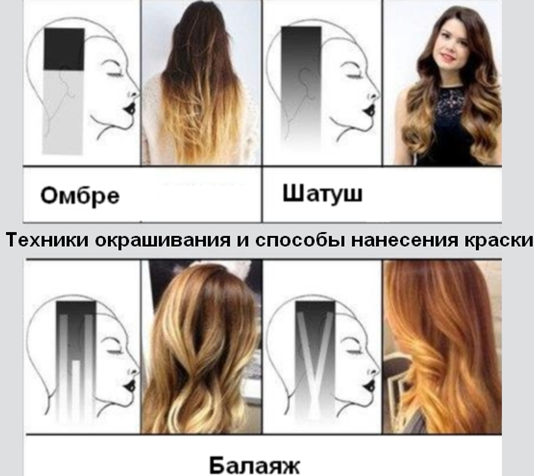 Омбре
Шатуш
Техники окрашивания и способы нанесения краски
Балаяж